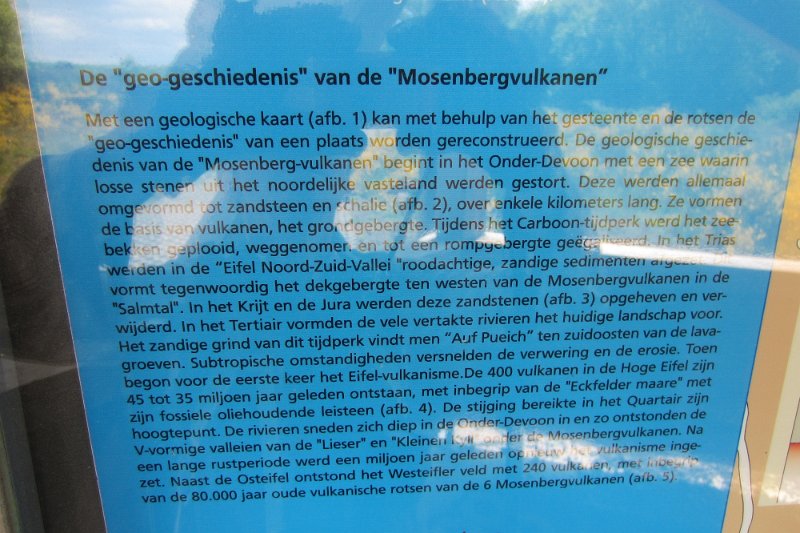 De "geo-geschiedenis" van de "Mosenbergvulkanen"
Met een geologische kaart (afb. 1) kan met behulp van het gesteente en de rotsen de
"geo-geschiedenis" van een plaats worden gereconstrueerd. De geologische geschie-
denis van de "Mosenberg-vulkanen" begint in het Onder-Devoon met een zee waarin
losse stenen uit het noordelijke vasteland werden gestort. Deze werden allemaal
omgevormd tot zandsteen en schalie (afb. 2), over enkele kilometers lang. Ze vormen
de basis van vulkanen, het grondgebergte. Tijdens het Carboon-tijdperk werd het zee-
bekken geplooid, weggenomen en tot een rompgebergte geëgaliseerd. In het Trias
werden in de "Eifel Noord-Zuid-Vallei "roodachtige, zandige sedimenten afgezet
vormt tegenwoordig het dekgebergte ten westen van de Mosenbergvulkanen in de
"Salmtal". In het Krijt en de Jura werden deze zandstenen (afb. 3) opgeheven en ver-
wijderd. In het Tertiair vormden de vele vertakte rivieren het huidige landschap voor.
Het zandige grind van dit tijdperk vindt men "Auf Pueich" ten zuidoosten van de lava-
groeven. Subtropische omstandigheden versnelden de verwering en de erosie. Toen
begon voor de eerste keer het Eifel-vulkanisme.De 400 vulkanen in de Hoge Eifel zijn
45 tot 35 miljoen jaar geleden ontstaan, met inbegrip van de "Eckfelder maare" met
zijn fossiele oliehoudende leisteen (afb. 4). De stijging bereikte in het Quartair zijn
hoogtepunt. De rivieren sneden zich diep in de Onder-Devoon in en zo ontstonden de
V-vormige valleien van de "Lieser" en "Kleinen Kyll" onder de Mosenbergvulkanen. Na
een lange rustperiode werd een miljoen jaar geleden opnieuw het vulkanisme inge-
zet. Naast de Osteifel ontstond het Westeifler veld met 240 vulkanen, met inbegrip
van de 80.000 jaar oude vulkanische rotsen van de 6 Mosenbergvulkanen (afb. 5).